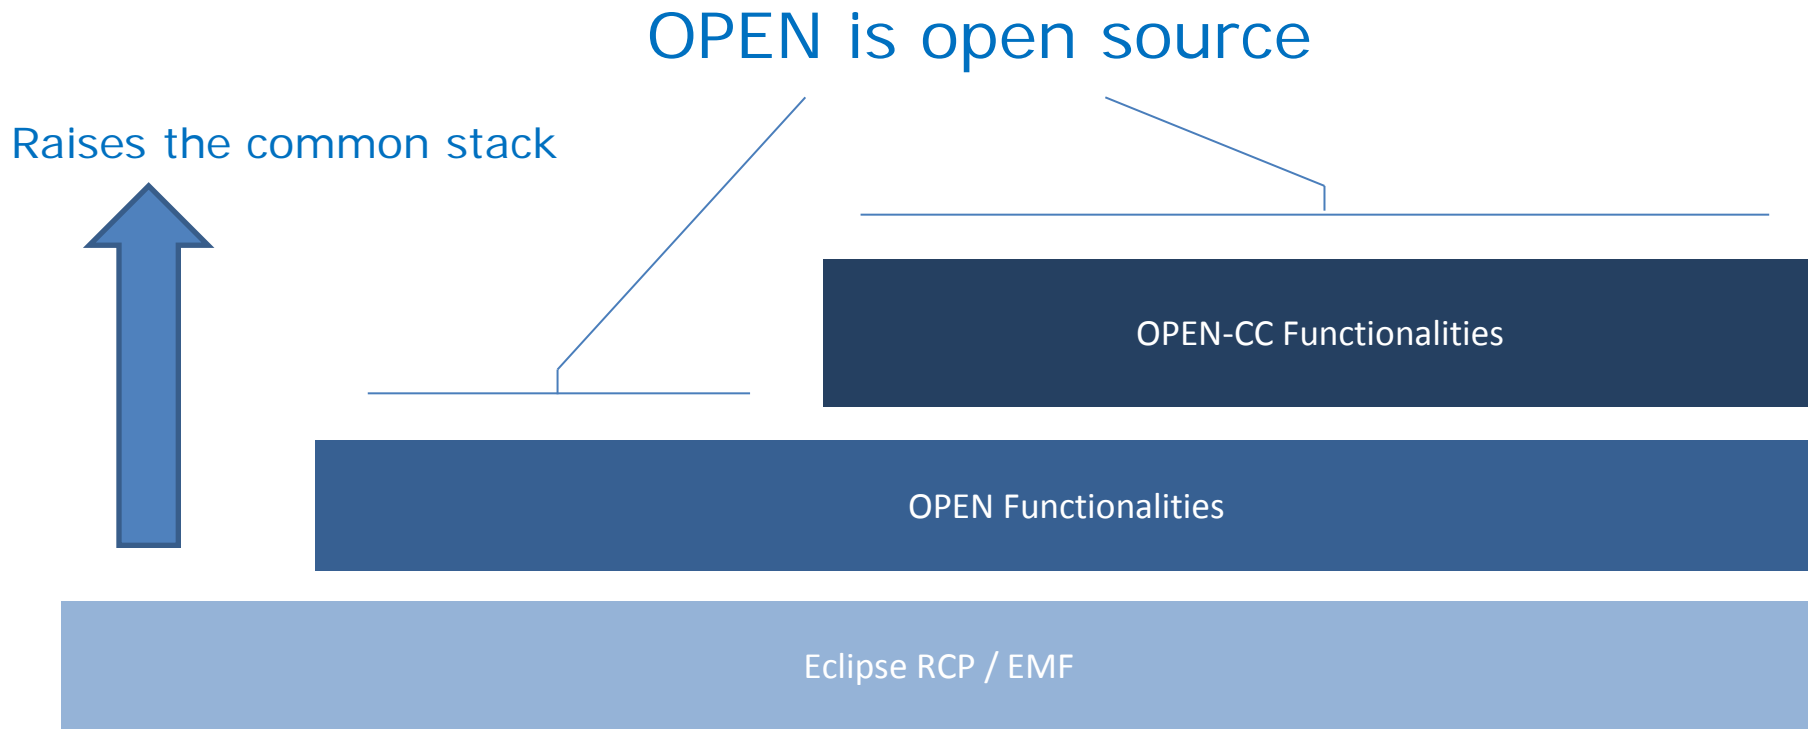 OPEN is open source
Raises the common stack
OPEN-CC Functionalities
OPEN Functionalities
Eclipse RCP / EMF